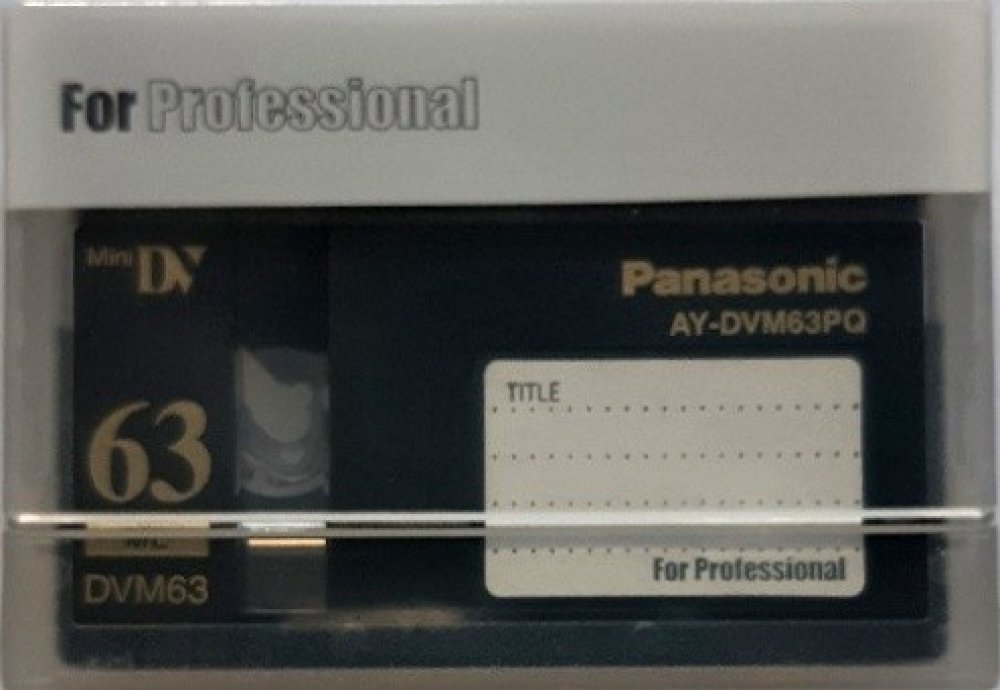 For Professional
Mini DV
Panasonic
AY-DVM63PQ
TITLE
63
DVM63
For Professional